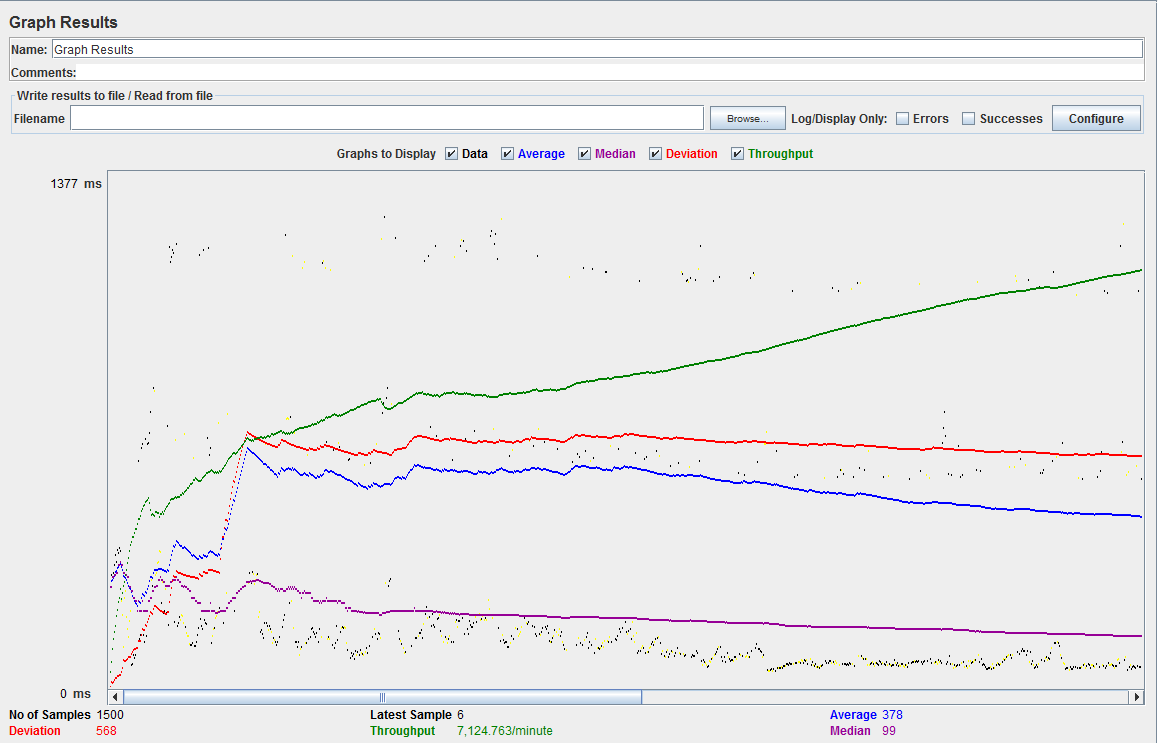 Graph Results
Name: Graph Results
Comments:
Write results to file / Read from file
Filename Browse... Log/Display Only: Errors Successes Configure
Graphs to Display Data Average Median Deviation Throughput
1377 ms
0 ms
No of Samples 1500 Latest Sample 6 Average 378
Deviation 568 Throughput 7,124.763/minute Median 99